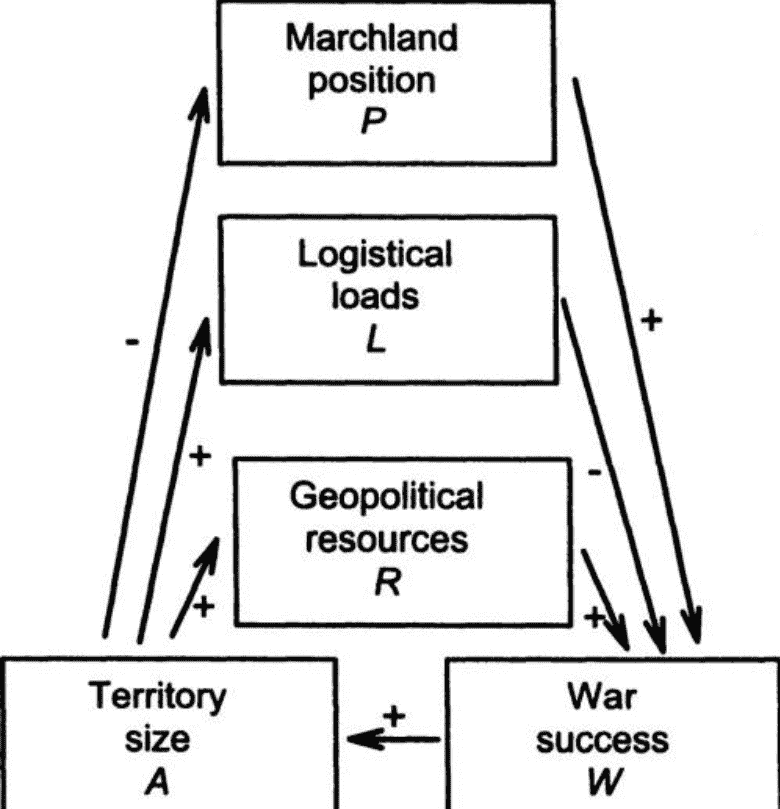 Marchland
position
P
Logistical
loads
L
-
+
+
Geopolitical
resources
R
-
+
+
Territory
size
A
+
War
success
W